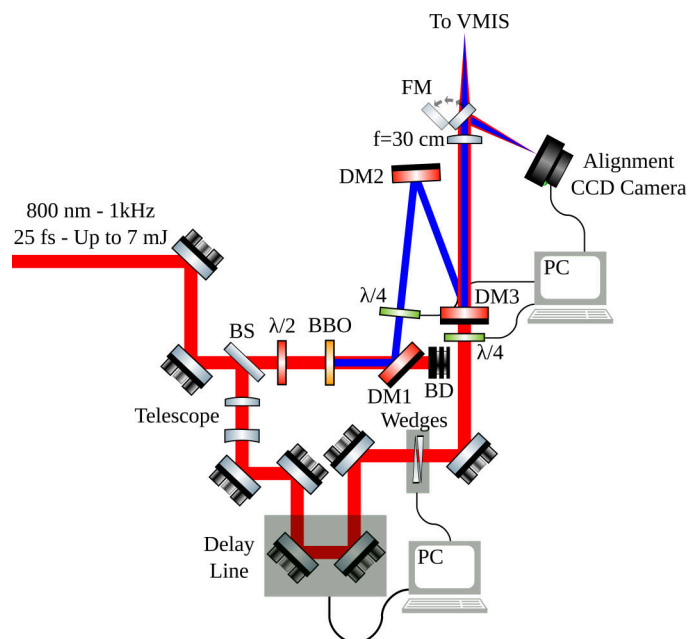 To VMIS
FM
f=30 cm
DM2
Alignment
CCD Camera
800 nm - 1kHz
25 fs - Up to 7 mJ
PC
λ/4
DM3
BS
λ/2
BBO
λ/4
DM1
BD
Telescope
Wedges
Delay
Line
PC